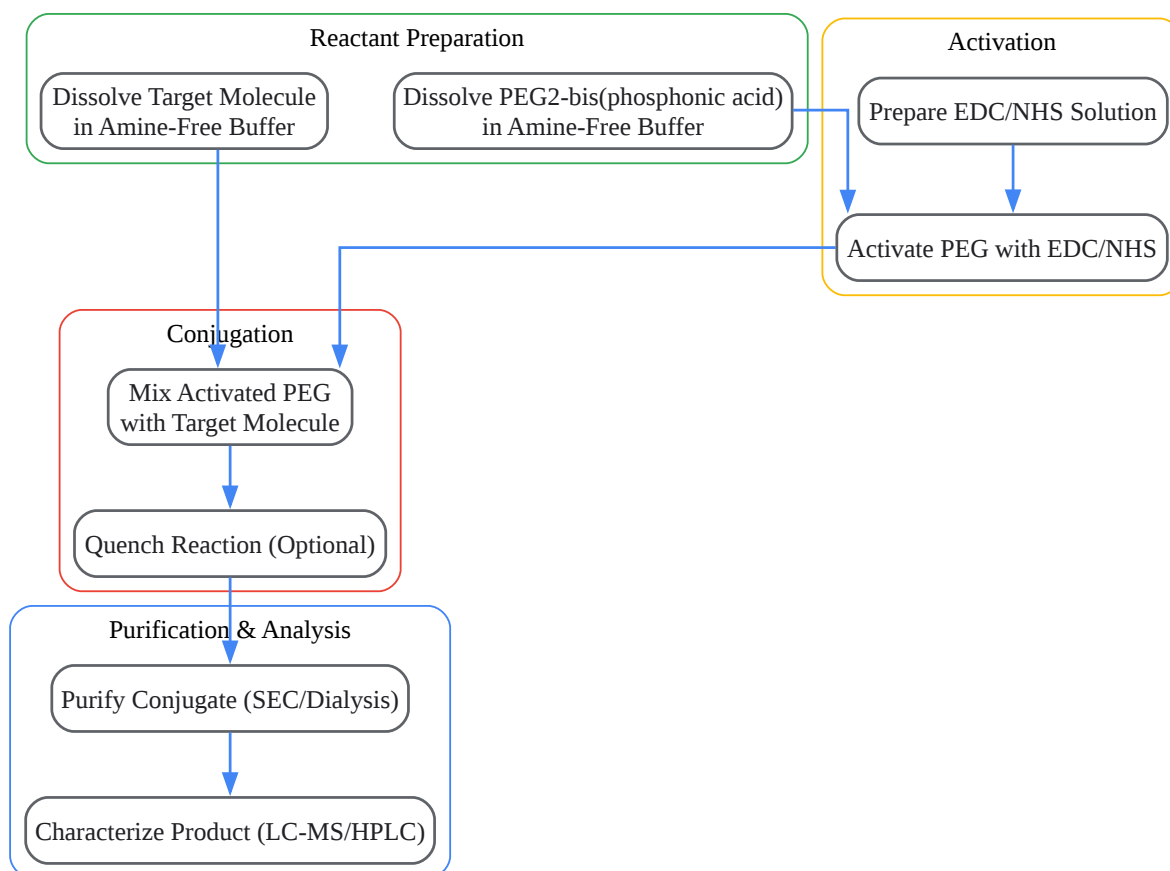 Reactant Preparation
Dissolve Target Molecule
in Amine-Free Buffer
Dissolve PEG2-bis(phosphonic acid)
in Amine-Free Buffer
Activation
Prepare EDC/NHS Solution
Activate PEG with EDC/NHS
Conjugation
Mix Activated PEG
with Target Molecule
Quench Reaction (Optional)
Purification & Analysis
Purify Conjugate (SEC/Dialysis)
Characterize Product (LC-MS/HPLC)